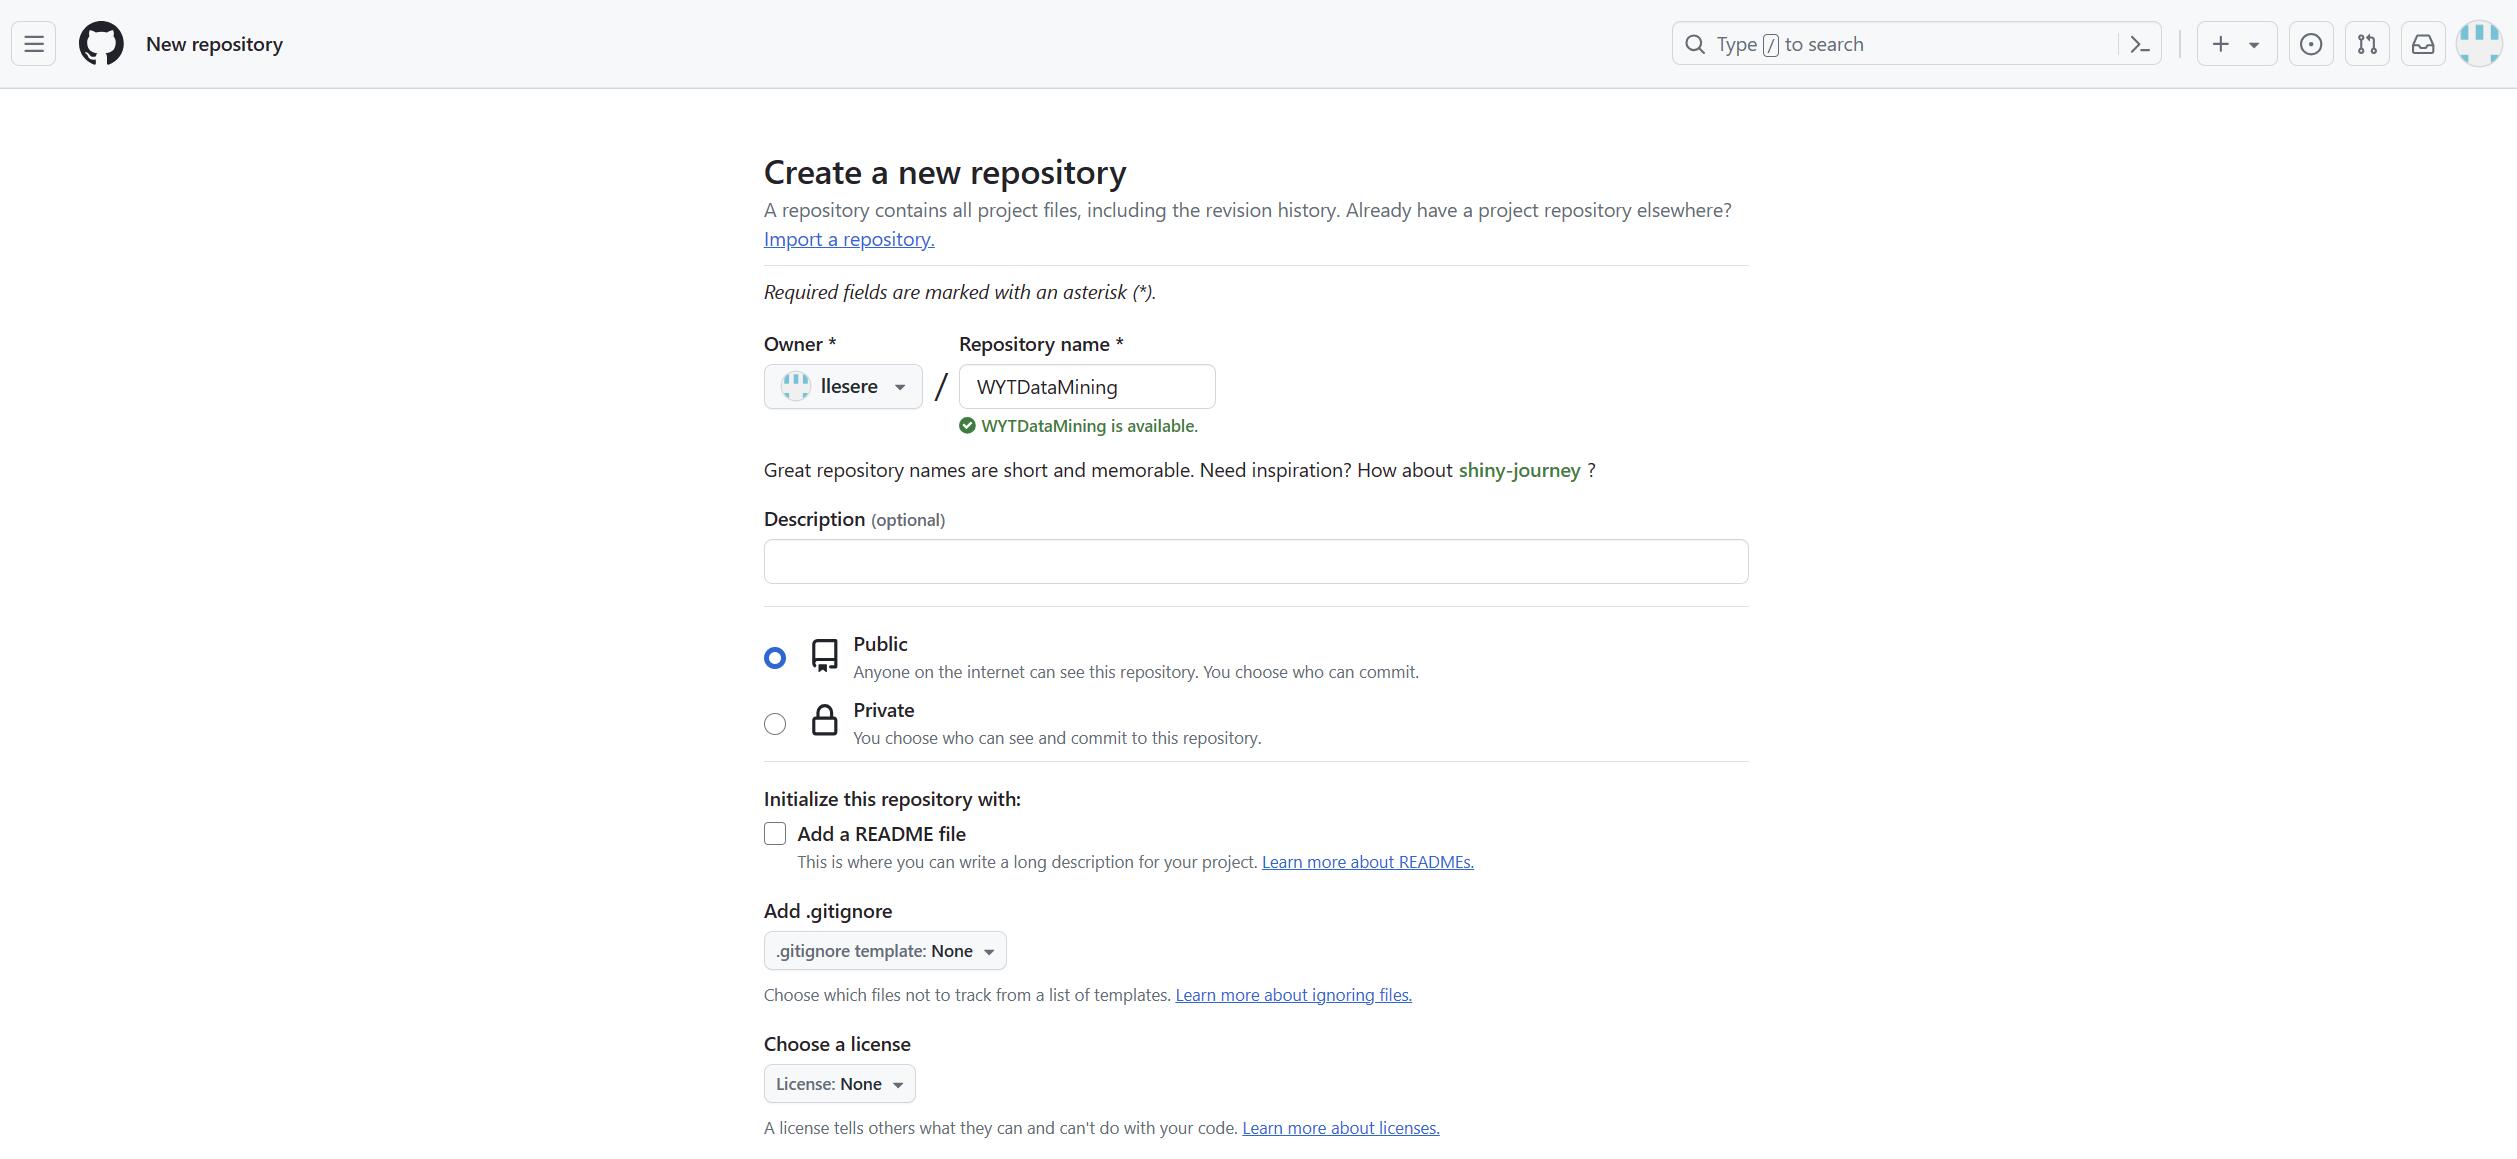 New repository
Type / to search
Create a new repository
A repository contains all project files, including the revision history. Already have a project repository elsewhere?
Import a repository.
Required fields are marked with an asterisk (*).
Owner *
Repository name *
llesere
/
WYTDataMining
WYTDataMining is available.
Great repository names are short and memorable. Need inspiration? How about shiny-journey ?
Description (optional)
Public
Anyone on the internet can see this repository. You choose who can commit.
Private
You choose who can see and commit to this repository.
Initialize this repository with:
Add a README file
This is where you can write a long description for your project. Learn more about READMEs.
Add .gitignore
.gitignore template: None
Choose which files not to track from a list of templates. Learn more about ignoring files.
Choose a license
License: None
A license tells others what they can and can't do with your code. Learn more about licenses.